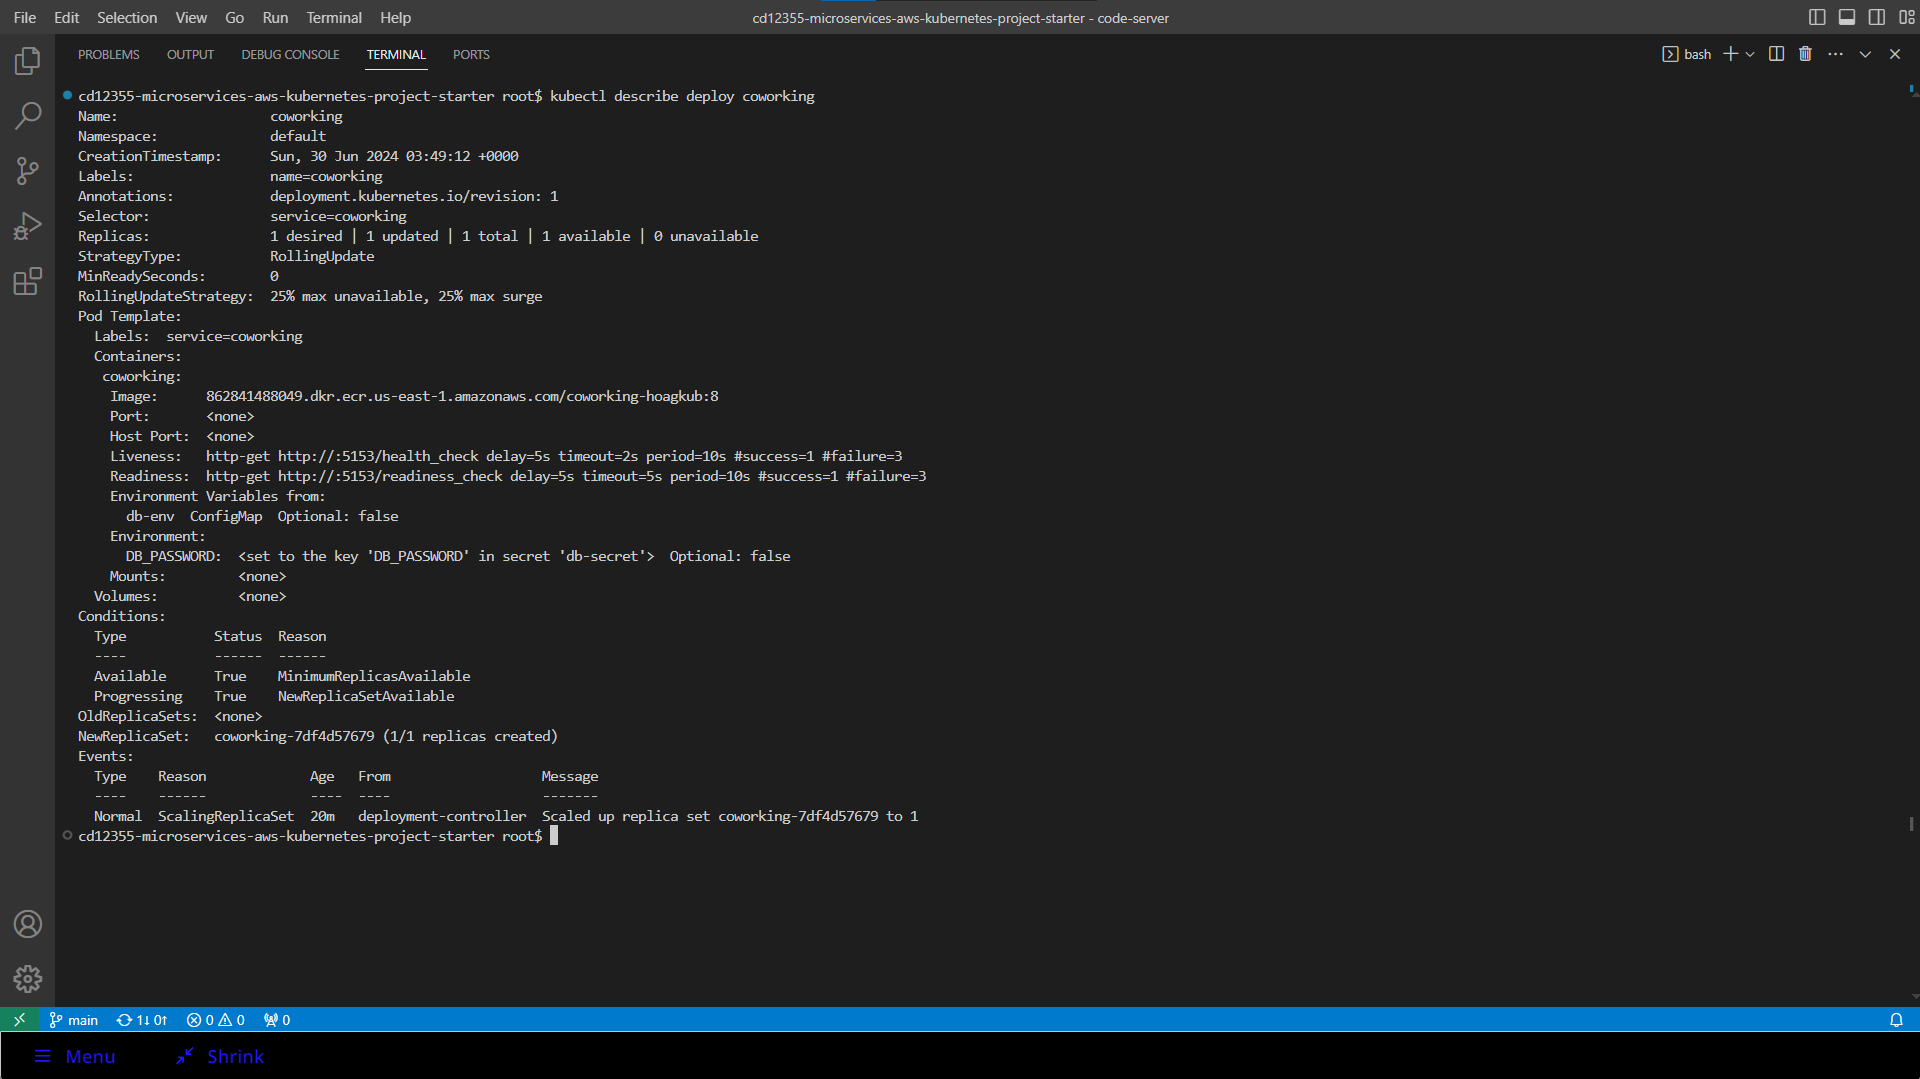 File Edit Selection View Go Run Terminal Help cd12355-microservices-aws-kubernetes-project-starter - code-server
PROBLEMS OUTPUT DEBUG CONSOLE TERMINAL PORTS bash
cd12355-microservices-aws-kubernetes-project-starter root$ kubectl describe deploy coworking
Name: coworking
Namespace: default
CreationTimestamp: Sun, 30 Jun 2024 03:49:12 +0000
Labels: name=coworking
Annotations: deployment.kubernetes.io/revision: 1
Selector: service=coworking
Replicas: 1 desired | 1 updated | 1 total | 1 available | 0 unavailable
StrategyType: RollingUpdate
MinReadySeconds: 0
RollingUpdateStrategy: 25% max unavailable, 25% max surge
Pod Template:
Labels: service=coworking
Containers:
coworking:
Image: 862841488049.dkr.ecr.us-east-1.amazonaws.com/coworking-hoagkub:8
Port: <none>
Host Port: <none>
Liveness: http-get http://:5153/health_check delay=5s timeout=2s period=10s #success=1 #failure=3
Readiness: http-get http://:5153/readiness_check delay=5s timeout=5s period=10s #success=1 #failure=3
Environment Variables from:
db-env ConfigMap Optional: false
Environment:
DB_PASSWORD: <set to the key 'DB_PASSWORD' in secret 'db-secret'> Optional: false
Mounts: <none>
Volumes: <none>
Conditions:
Type Status Reason
---- ------ ------
Available True MinimumReplicasAvailable
Progressing True NewReplicaSetAvailable
OldReplicaSets: <none>
NewReplicaSet: coworking-7df4d57679 (1/1 replicas created)
Events:
Type Reason Age From Message
---- ------ ---- ---- -------
Normal ScalingReplicaSet 20m deployment-controller Scaled up replica set coworking-7df4d57679 to 1
cd12355-microservices-aws-kubernetes-project-starter root$
main 1↓ 0↑ 0 0 0
Menu Shrink